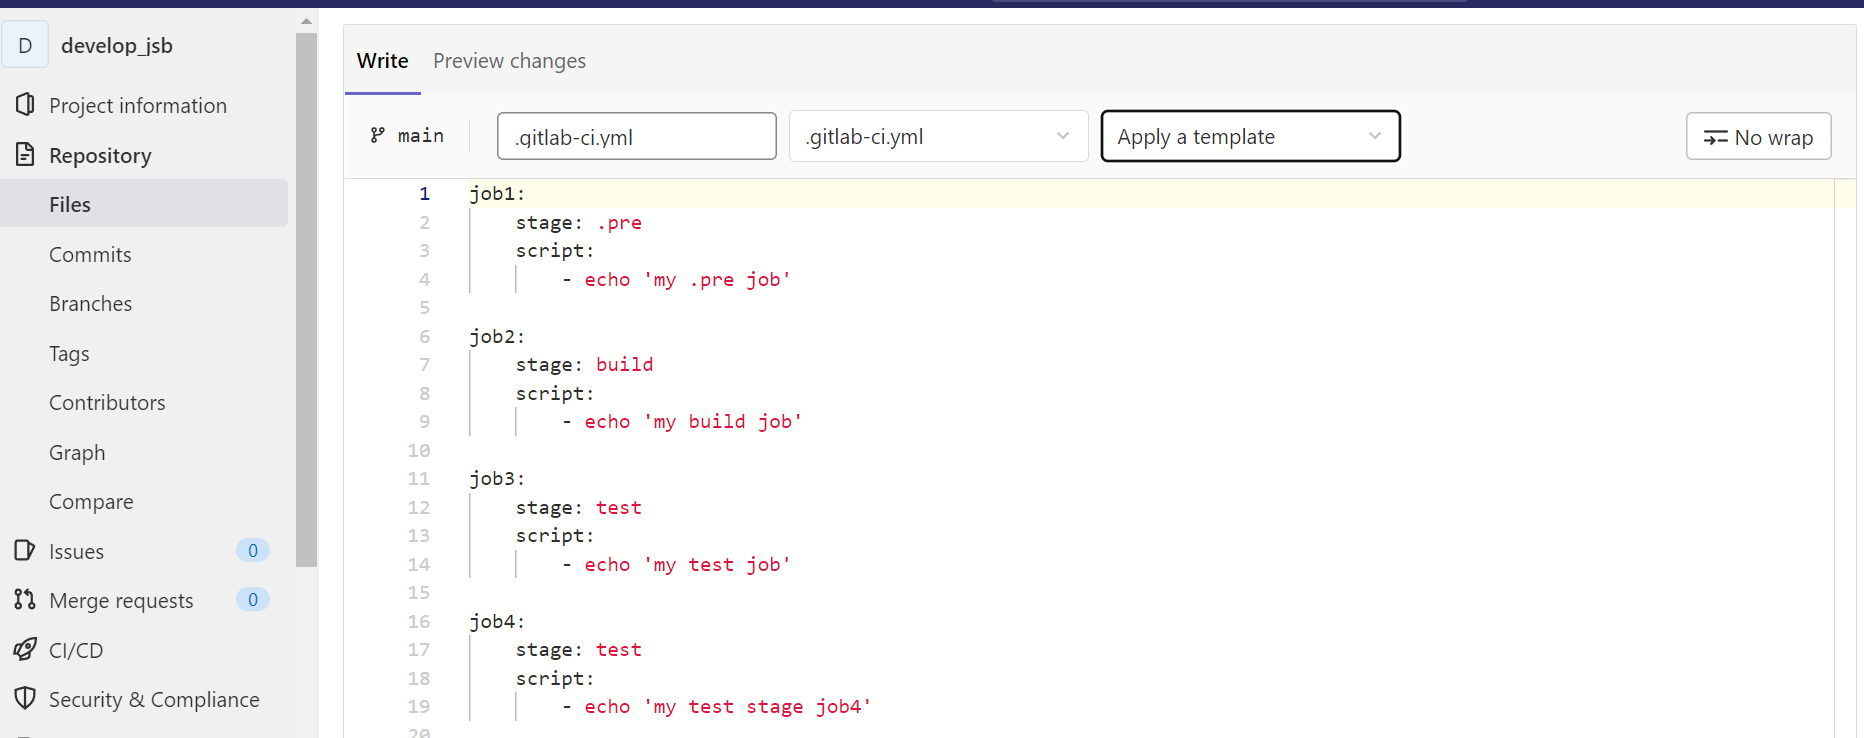 D develop_jsb
Project information
Repository
Files
Commits
Branches
Tags
Contributors
Graph
Compare
Issues 0
Merge requests 0
CI/CD
Security & Compliance
Write Preview changes
main .gitlab-ci.yml .gitlab-ci.yml Apply a template No wrap
1 job1:
2 stage: .pre
3 script:
4 - echo 'my .pre job'
5
6 job2:
7 stage: build
8 script:
9 - echo 'my build job'
10
11 job3:
12 stage: test
13 script:
14 - echo 'my test job'
15
16 job4:
17 stage: test
18 script:
19 - echo 'my test stage job4'
20